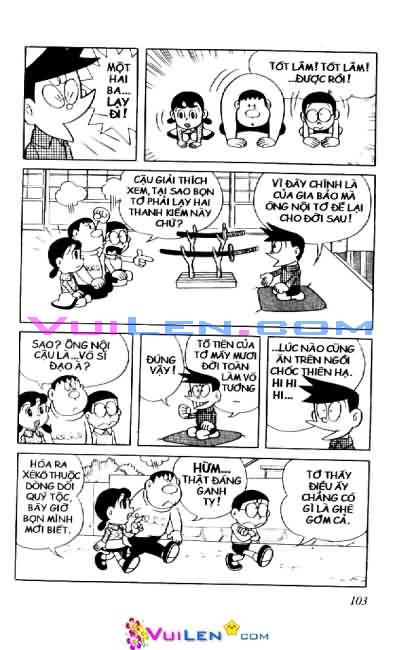 MỘT
HAI
BA...
LẠY
ĐI!
TỐT LẮM! TỐT LẮM!
...ĐƯỢC RỒI!
CẬU GIẢI THÍCH
XEM, TẠI SAO BỌN
TỚ PHẢI LẠY HAI
THANH KIẾM NÀY
CHỨ?
VÌ ĐÂY CHÍNH LÀ
CỦA GIA BẢO MÀ
ÔNG NỘI TỚ ĐỂ LẠI
CHO ĐỜI SAU!
VUILEN.COM
SAO? ÔNG NỘI
CẬU LÀ...VÕ SĨ
ĐẠO À?
ĐÚNG
VẬY!
TỔ TIÊN CỦA
TỚ MẤY MƯƠI
ĐỜI TOÀN
LÀM VÕ
TƯỚNG
...LÚC NÀO CŨNG
ĂN TRÊN NGỒI
CHỐC THIÊN HẠ.
HI HI
HI...
HÓA RA
XÊKÔ THUỘC
DÒNG DÕI
QUÝ TỘC,
BÂY GIỜ
BỌN MÌNH
MỚI BIẾT.
HỪM...
THẬT ĐÁNG
GANH
TỴ!
TỚ THẤY
ĐIỀU ẤY
CHẲNG CÓ
GÌ LÀ GHÊ
GỚM CẢ.
103
VUILEN.COM